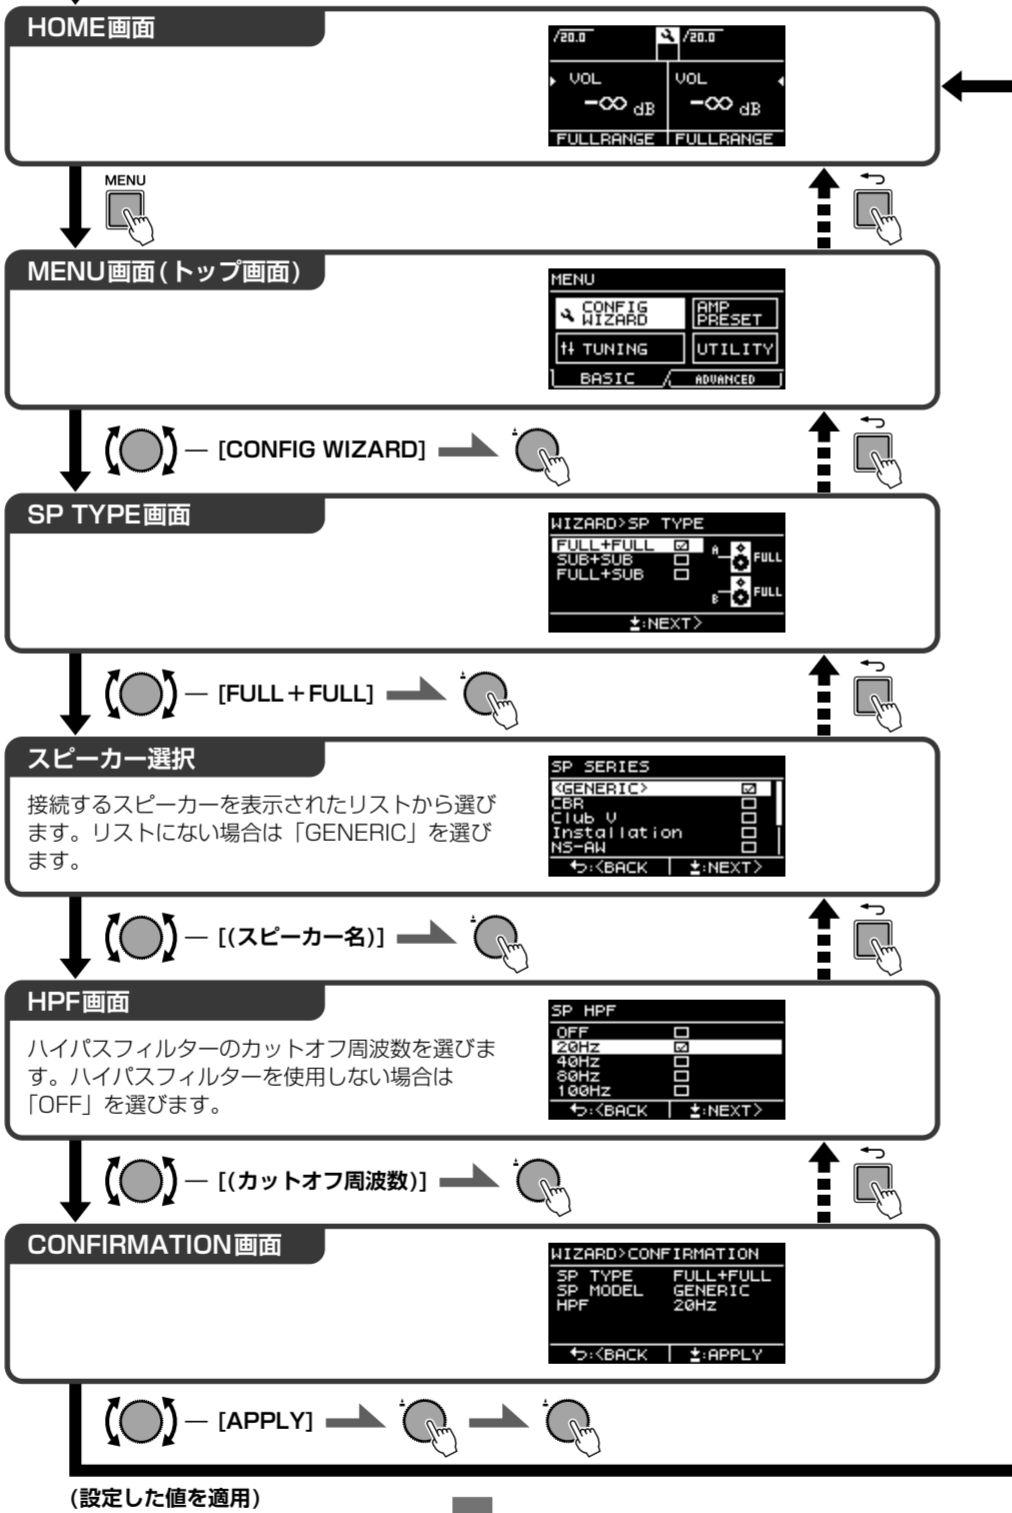 HOME画面
/20.0 /20.0
VOL VOL
-∞ dB -∞ dB
FULLRANGE FULLRANGE
MENU
MENU画面(トップ画面)
MENU
CONFIG WIZARD
AMP PRESET
TUNING
UTILITY
BASIC ADVANCED
[CONFIG WIZARD]
SP TYPE画面
WIZARD>SP TYPE
FULL+FULL
SUB+SUB
FULL+SUB
A FULL
B FULL
:NEXT>
[FULL+FULL]
スピーカー選択
接続するスピーカーを表示されたリストから選び
ます。リストにない場合は「GENERIC」を選び
ます。
SP SERIES
<GENERIC>
CBR
Club V
Installation
NS-AW
:<BACK :NEXT>
[(スピーカー名)]
HPF画面
ハイパスフィルターのカットオフ周波数を選びま
す。ハイパスフィルターを使用しない場合は
「OFF」を選びます。
SP HPF
OFF
20Hz
40Hz
80Hz
100Hz
:<BACK :NEXT>
[(カットオフ周波数)]
CONFIRMATION画面
WIZARD>CONFIRMATION
SP TYPE FULL+FULL
SP MODEL GENERIC
HPF 20Hz
:<BACK :APPLY
[APPLY]
(設定した値を適用)